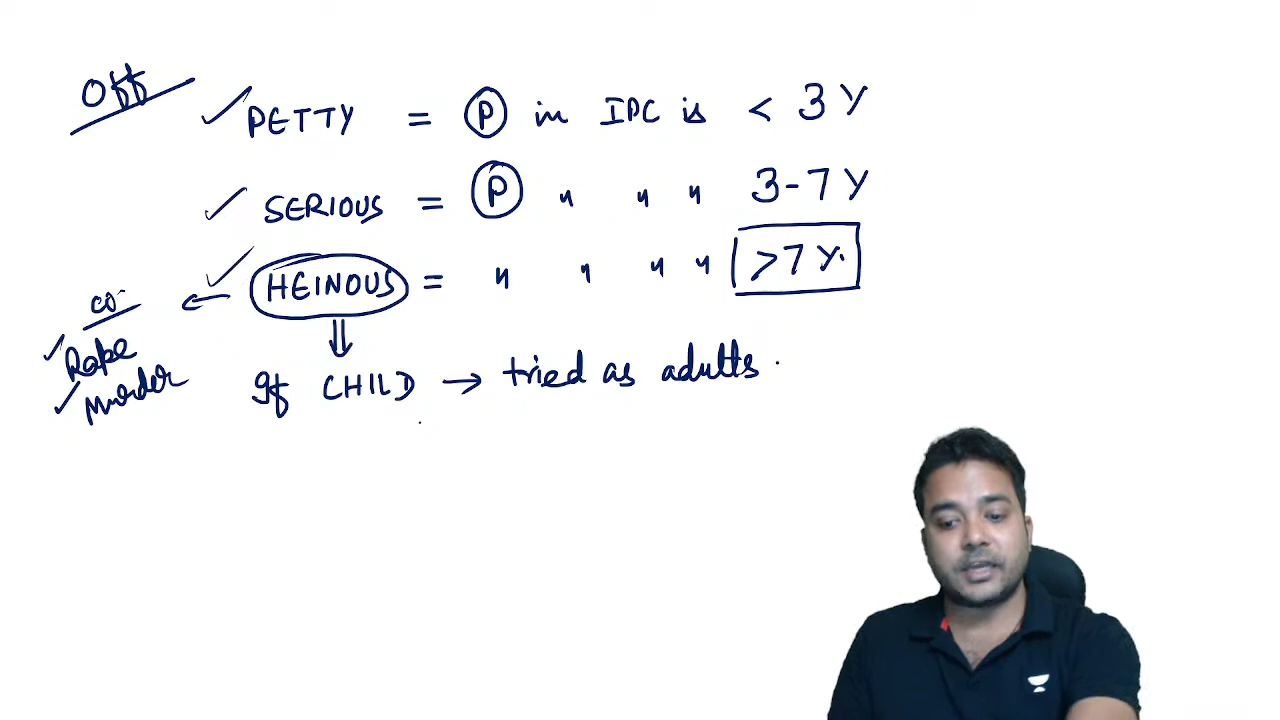 Off
✓ PETTY = Ⓟ in IPC is < 3 Y
✓ SERIOUS = Ⓟ " " " 3-7 Y
✓ HEINOUS = " " " " >7 Y.
←
⇓
✓ Rape
✓ Murder
If CHILD → tried as adults.